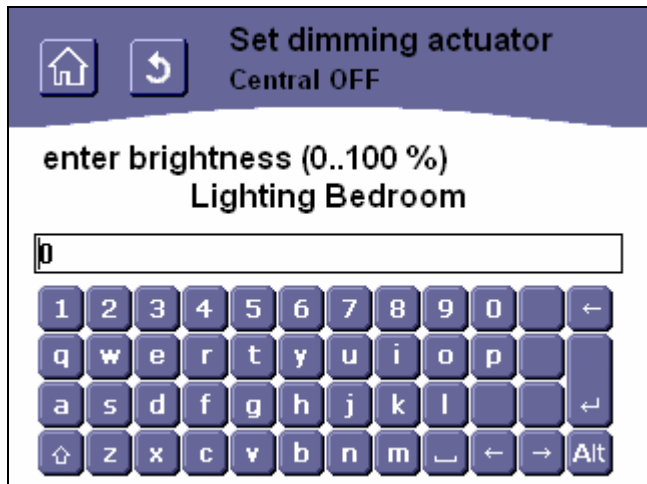 Set dimming actuator
Central OFF
enter brightness (0..100 %)
Lighting Bedroom
0
1 2 3 4 5 6 7 8 9 0 ←
q w e r t y u i o p
a s d f g h j k l ↵
⇧ z x c v b n m ⎵ ← → Alt